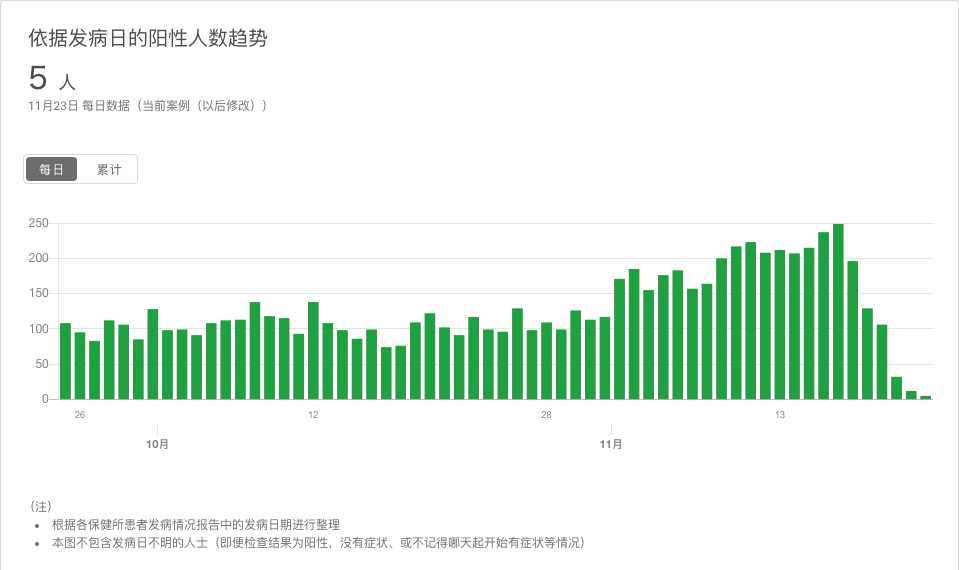 依据发病日的阳性人数趋势
5 人
11月23日 每日数据（当前案例（以后修改））
每日 累计
250
200
150
100
50
0
26 12 28 13
10月 11月
（注）
• 根据各保健所患者发病情况报告中的发病日期进行整理
• 本图不包含发病日不明的人士（即便检查结果为阳性，没有症状、或不记得哪天起开始有症状等情况）